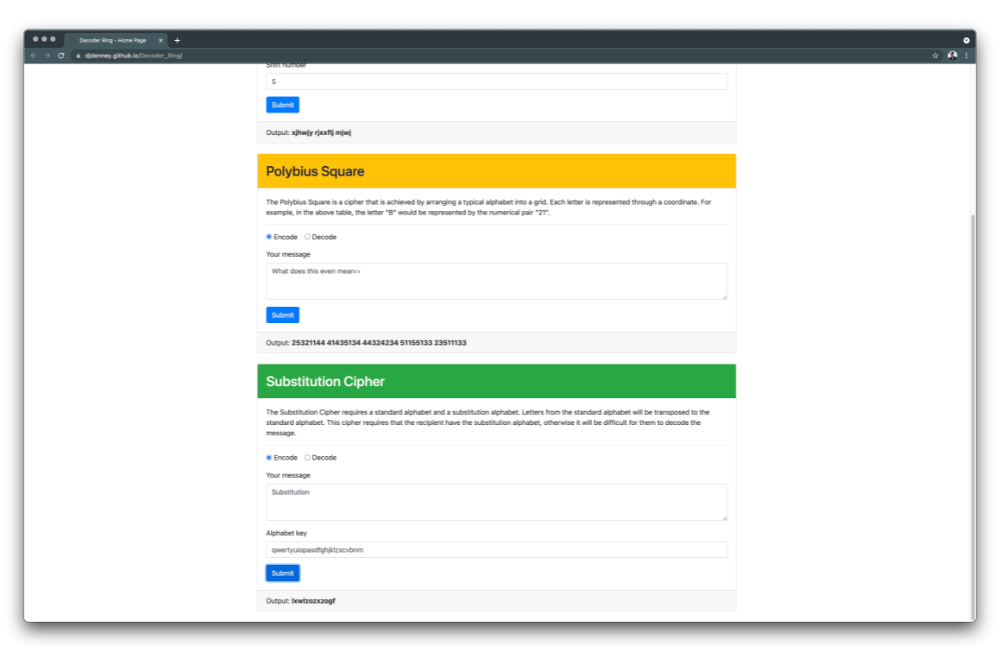 Decoder Ring - Home Page
djdenney.github.io/Decoder_Ring/
Shift number
5
Submit
Output: xjhwjy rjxxflj mjwj
Polybius Square
The Polybius Square is a cipher that is achieved by arranging a typical alphabet into a grid. Each letter is represented through a coordinate. For
example, in the above table, the letter "B" would be represented by the numerical pair "21".
Encode Decode
Your message
What does this even mean>>
Submit
Output: 25321144 41435134 44324234 51155133 23511133
Substitution Cipher
The Substitution Cipher requires a standard alphabet and a substitution alphabet. Letters from the standard alphabet will be transposed to the
standard alphabet. This cipher requires that the recipient have the substitution alphabet, otherwise it will be difficult for them to decode the
message.
Encode Decode
Your message
Substitution
Alphabet key
qwertyuiopasdfghjklzxcvbnm
Submit
Output: lxwlzozxzogf